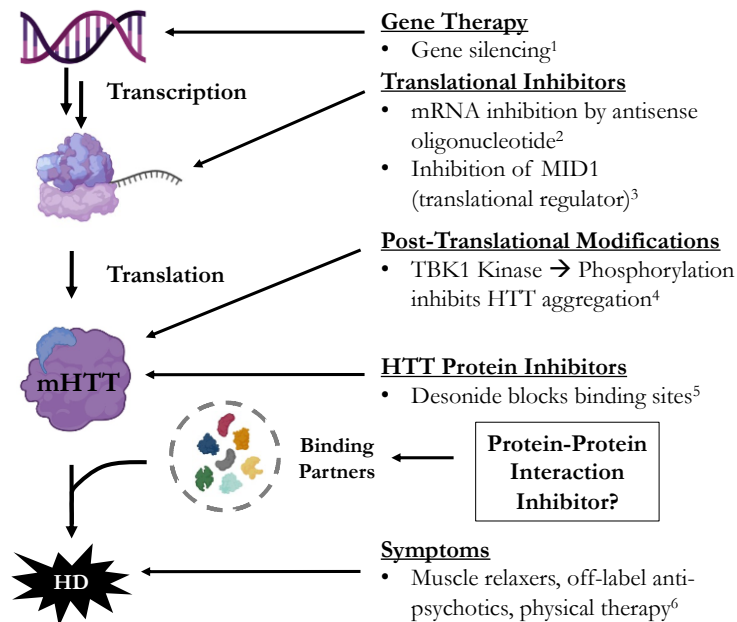 Gene Therapy
• Gene silencing¹
Transcription
Translational Inhibitors
• mRNA inhibition by antisense
oligonucleotide²
• Inhibition of MID1
(translational regulator)³
Translation
Post-Translational Modifications
• TBK1 Kinase → Phosphorylation
inhibits HTT aggregation⁴
mHTT
HTT Protein Inhibitors
• Desonide blocks binding sites⁵
Binding
Partners
Protein-Protein
Interaction
Inhibitor?
HD
Symptoms
• Muscle relaxers, off-label anti-
psychotics, physical therapy⁶